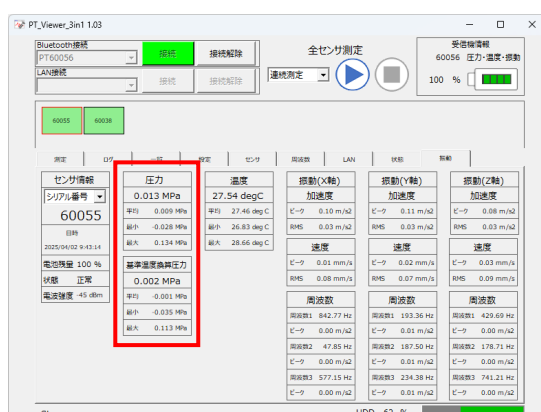 PT_Viewer_3in1 1.03
Bluetooth接続
PT60056 接続 接続解除
LAN接続
接続 接続解除
全センサ測定
連続測定
受信機情報
60056 圧力・温度・振動
100 %
60055 60038
測定 ログ 一括 設定 センサ 周波数 LAN 状態 振動
センサ情報
シリアル番号
60055
日時
2025/04/02 9:43:14
電池残量 100 %
状態 正常
電波強度 -45 dBm
圧力
0.013 MPa
平均 0.009 MPa
最小 -0.028 MPa
最大 0.134 MPa
基準温度換算圧力
0.002 MPa
平均 -0.001 MPa
最小 -0.035 MPa
最大 0.113 MPa
温度
27.54 degC
平均 27.46 deg C
最小 26.83 deg C
最大 28.66 deg C
振動(X軸)
加速度
ピーク 0.10 m/s2
RMS 0.03 m/s2
速度
ピーク 0.01 mm/s
RMS 0.08 mm/s
周波数
周波数1 842.77 Hz
ピーク 0.00 m/s2
周波数2 47.85 Hz
ピーク 0.00 m/s2
周波数3 577.15 Hz
ピーク 0.00 m/s2
振動(Y軸)
加速度
ピーク 0.11 m/s2
RMS 0.03 m/s2
速度
ピーク 0.02 mm/s
RMS 0.07 mm/s
周波数
周波数1 193.36 Hz
ピーク 0.01 m/s2
周波数2 187.50 Hz
ピーク 0.01 m/s2
周波数3 234.38 Hz
ピーク 0.01 m/s2
振動(Z軸)
加速度
ピーク 0.08 m/s2
RMS 0.03 m/s2
速度
ピーク 0.03 mm/s
RMS 0.09 mm/s
周波数
周波数1 429.69 Hz
ピーク 0.00 m/s2
周波数2 178.71 Hz
ピーク 0.00 m/s2
周波数3 741.21 Hz
ピーク 0.00 m/s2
HDD 62 %